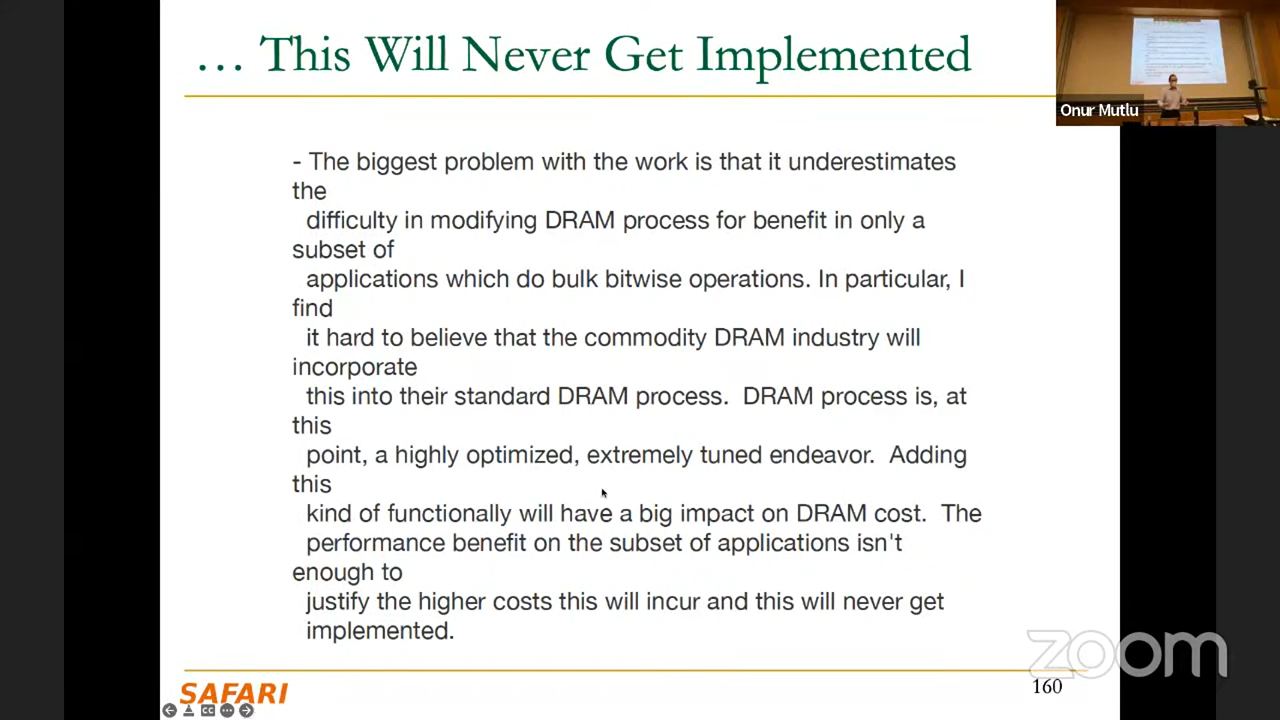 … This Will Never Get Implemented
Onur Mutlu
- The biggest problem with the work is that it underestimates
the
difficulty in modifying DRAM process for benefit in only a
subset of
applications which do bulk bitwise operations. In particular, I
find
it hard to believe that the commodity DRAM industry will
incorporate
this into their standard DRAM process.  DRAM process is, at
this
point, a highly optimized, extremely tuned endeavor.  Adding
this
kind of functionally will have a big impact on DRAM cost.  The
performance benefit on the subset of applications isn't
enough to
justify the higher costs this will incur and this will never get
implemented.
zoom
SAFARI
160